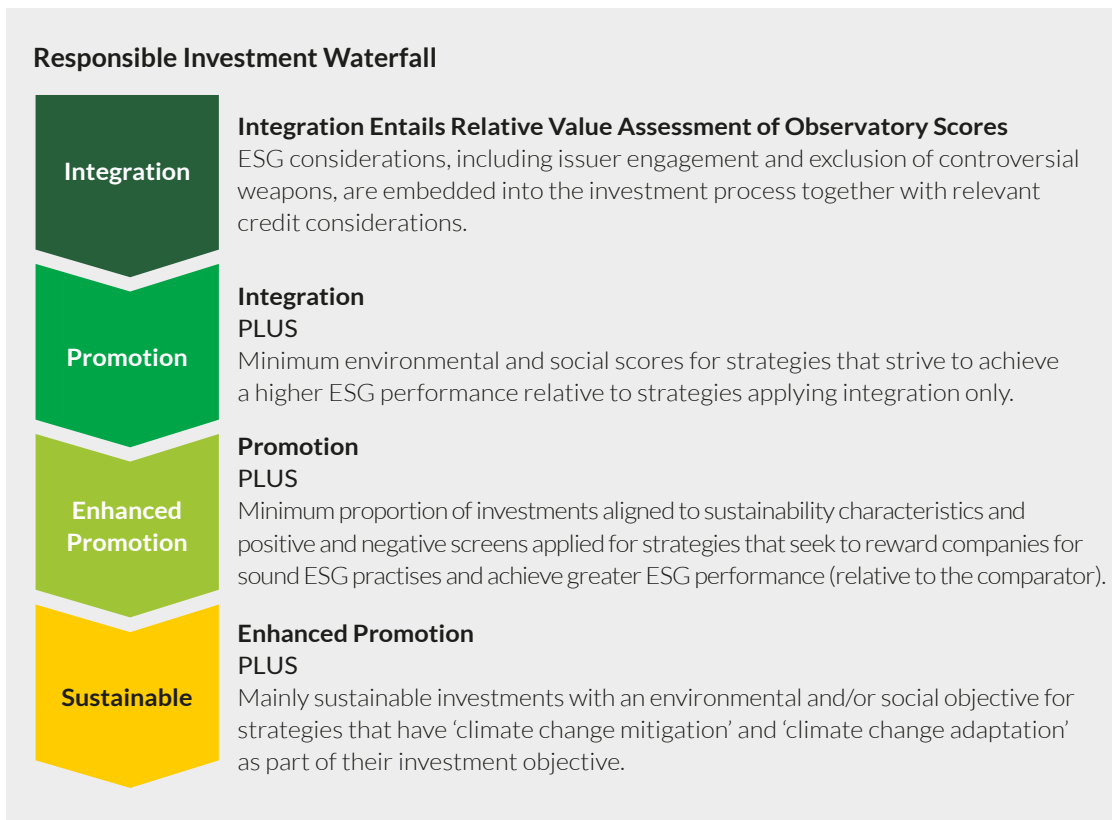 Responsible Investment Waterfall
Integration
Integration Entails Relative Value Assessment of Observatory Scores
ESG considerations, including issuer engagement and exclusion of controversial
weapons, are embedded into the investment process together with relevant
credit considerations.
Promotion
Integration
PLUS
Minimum environmental and social scores for strategies that strive to achieve
a higher ESG performance relative to strategies applying integration only.
Enhanced
Promotion
Promotion
PLUS
Minimum proportion of investments aligned to sustainability characteristics and
positive and negative screens applied for strategies that seek to reward companies for
sound ESG practises and achieve greater ESG performance (relative to the comparator).
Sustainable
Enhanced Promotion
PLUS
Mainly sustainable investments with an environmental and/or social objective for
strategies that have ‘climate change mitigation’ and ‘climate change adaptation’
as part of their investment objective.